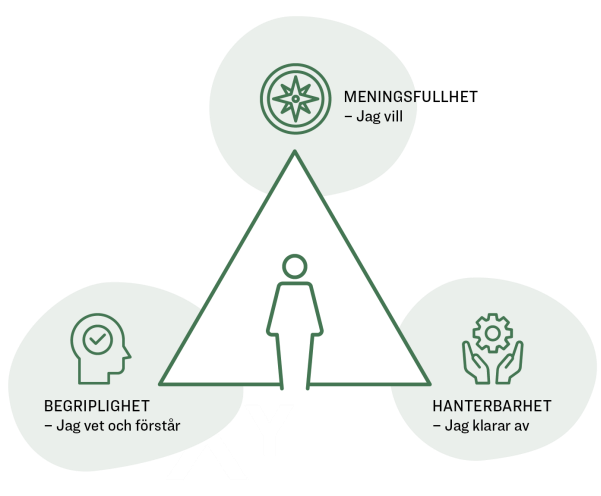 MENINGSFULLHET
– Jag vill
BEGRIPLIGHET
– Jag vet och förstår
HANTERBARHET
– Jag klarar av